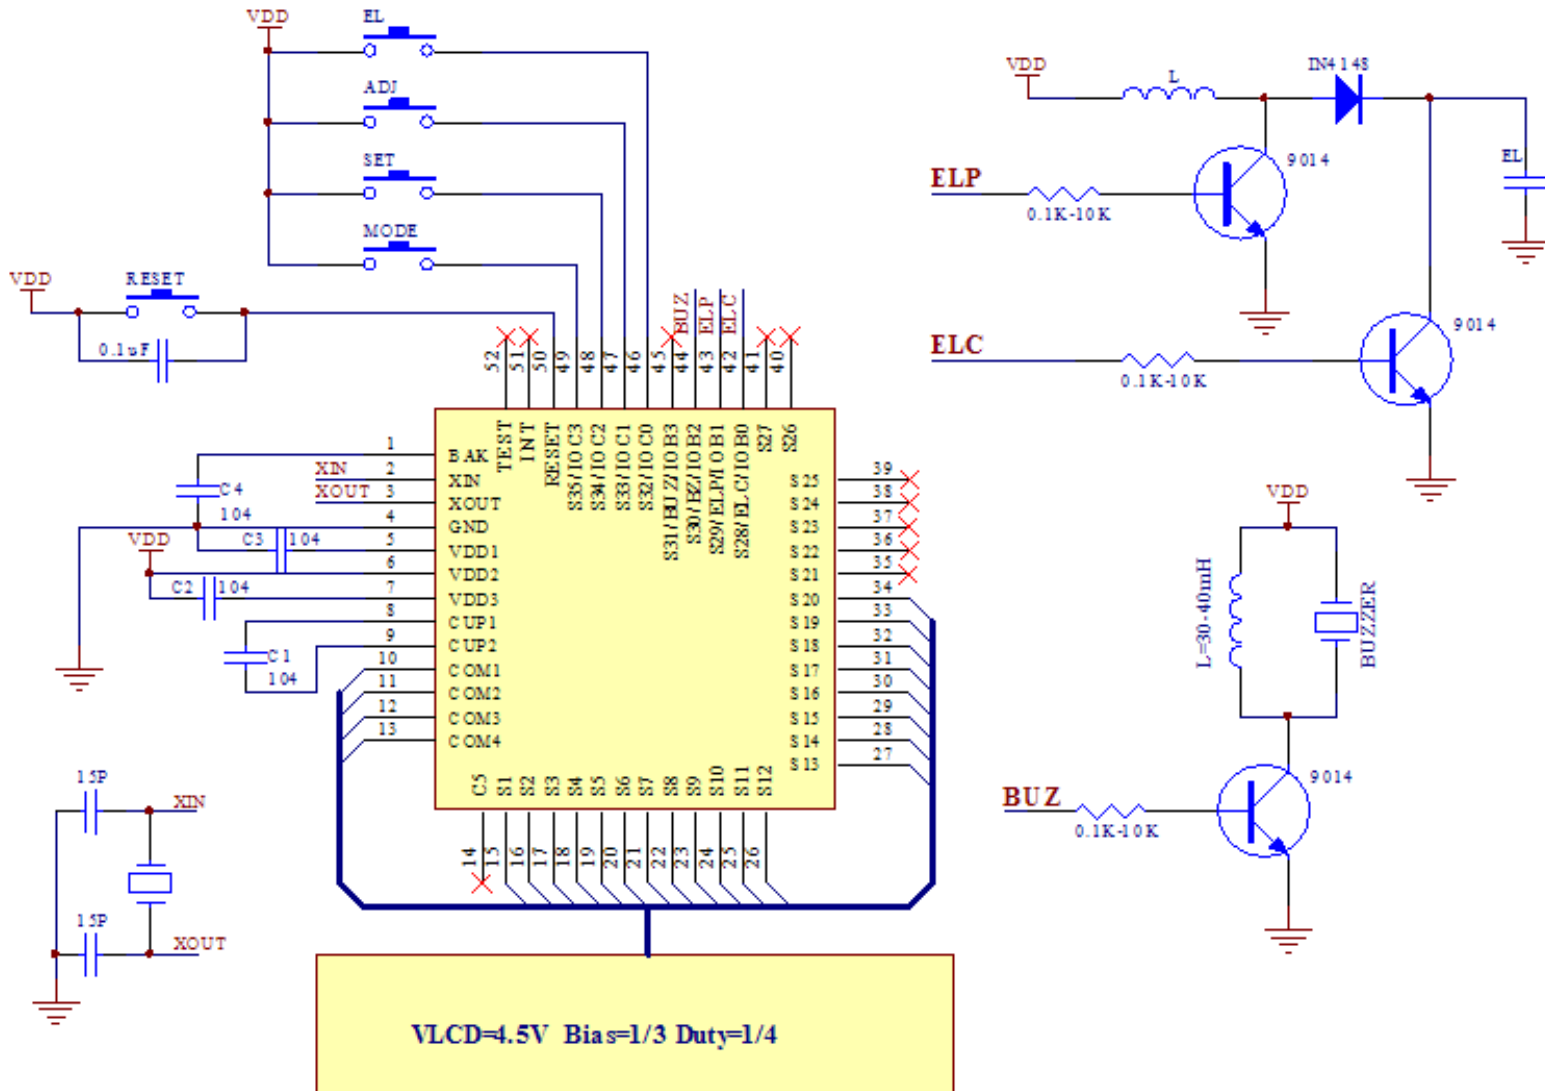 VDD
EL
ADJ
SET
MODE
VDD
RESET
0.1uF
VDD
L
IN4148
9014
EL
ELP
0.1K-10K
9014
ELC
0.1K-10K
BUZ
ELP
ELC
52
51
50
49
48
47
46
45
44
43
42
41
40
TEST
INT
RESET
S35/IOC3
S34/IOC2
S33/IOC1
S32/IOC0
S31/BUZ/IOB3
S30/BZ/IOB2
S29/ELP/IOB1
S28/ELC/IOB0
S27
S26
1
BAK
XIN
2
XIN
XOUT
3
XOUT
C4
104
4
GND
C3
104
5
VDD1
VDD
6
VDD2
C2
104
7
VDD3
8
CUP1
9
CUP2
C1
104
10
COM1
11
COM2
12
COM3
13
COM4
S25
39
S24
38
S23
37
S22
36
S21
35
S20
34
S19
33
S18
32
S17
31
S16
30
S15
29
S14
28
S13
27
C5
S1
S2
S3
S4
S5
S6
S7
S8
S9
S10
S11
S12
14
15
16
17
18
19
20
21
22
23
24
25
26
VDD
L=30-40mH
BUZZER
9014
BUZ
0.1K-10K
15P
XIN
15P
XOUT
VLCD=4.5V Bias=1/3 Duty=1/4